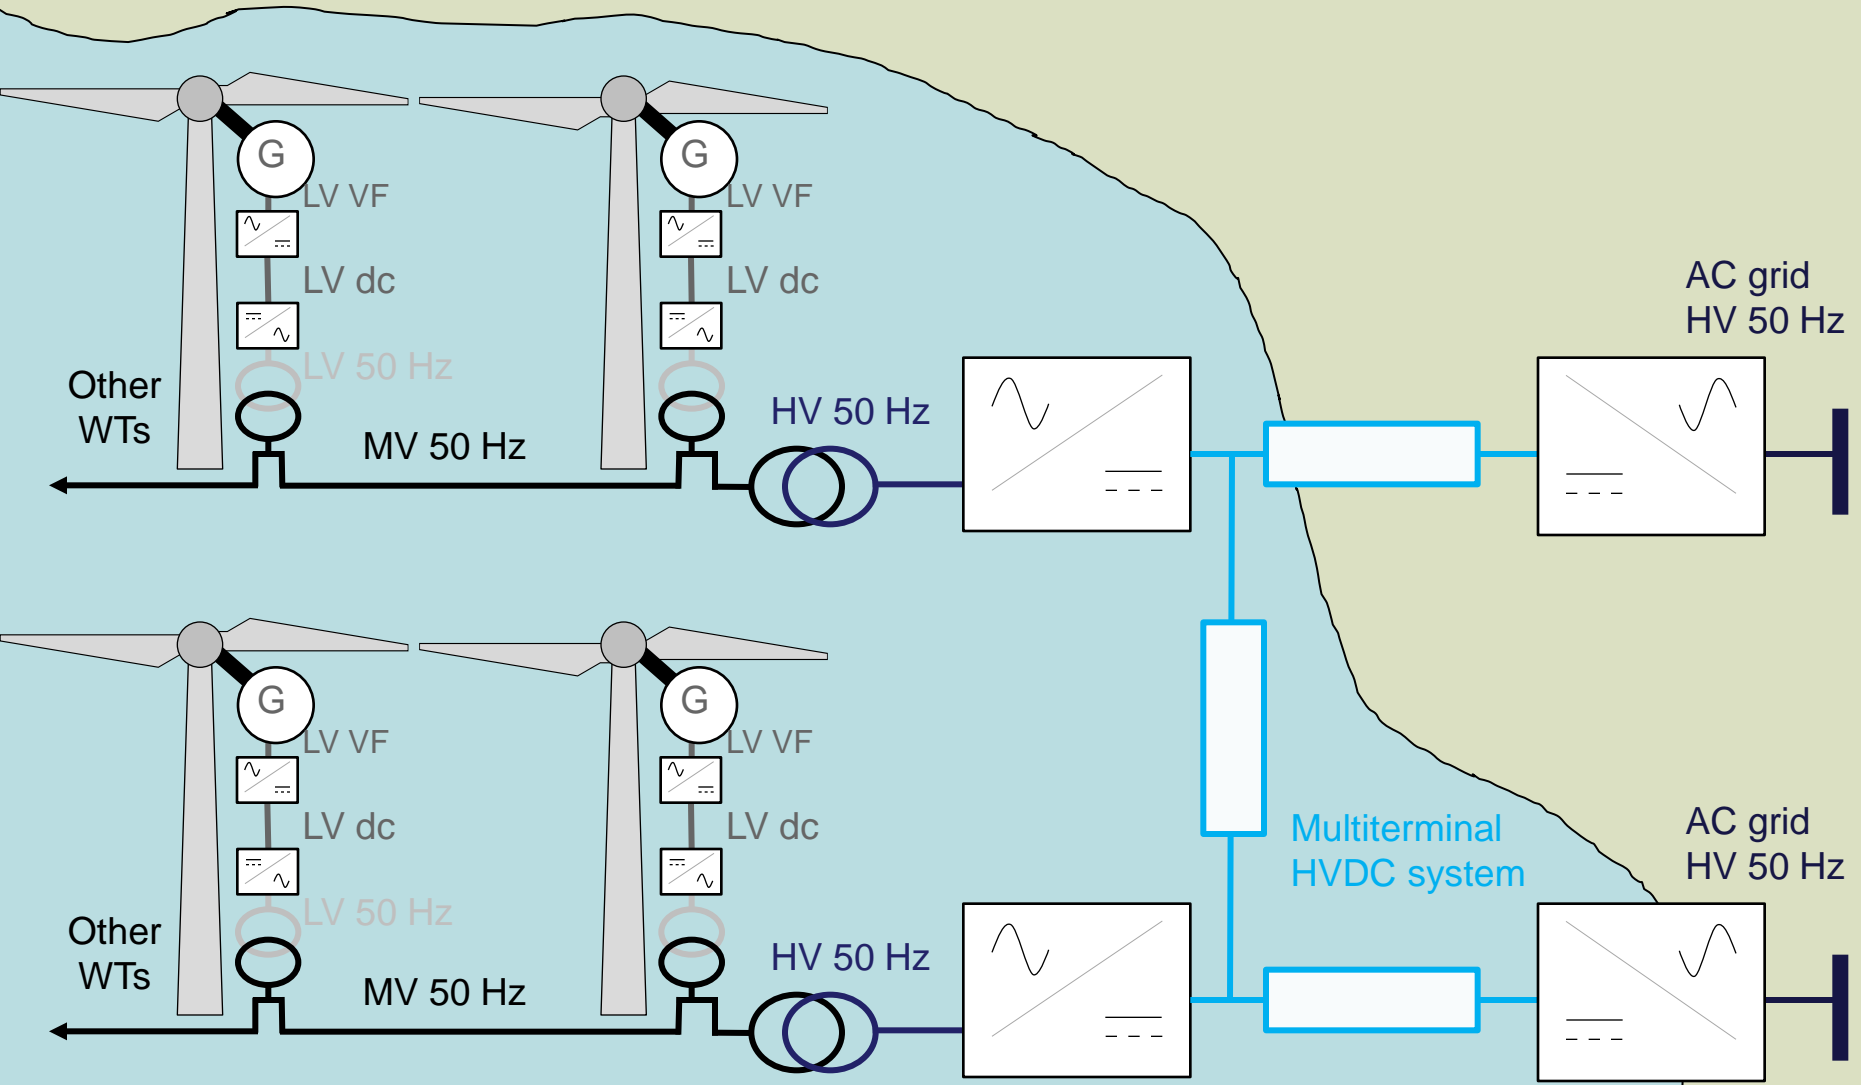 G
G
LV VF
LV VF
LV dc
LV dc
AC grid
HV 50 Hz
LV 50 Hz
Other
WTs
MV 50 Hz
HV 50 Hz
G
G
LV VF
LV VF
LV dc
LV dc
Multiterminal
HVDC system
AC grid
HV 50 Hz
LV 50 Hz
Other
WTs
MV 50 Hz
HV 50 Hz